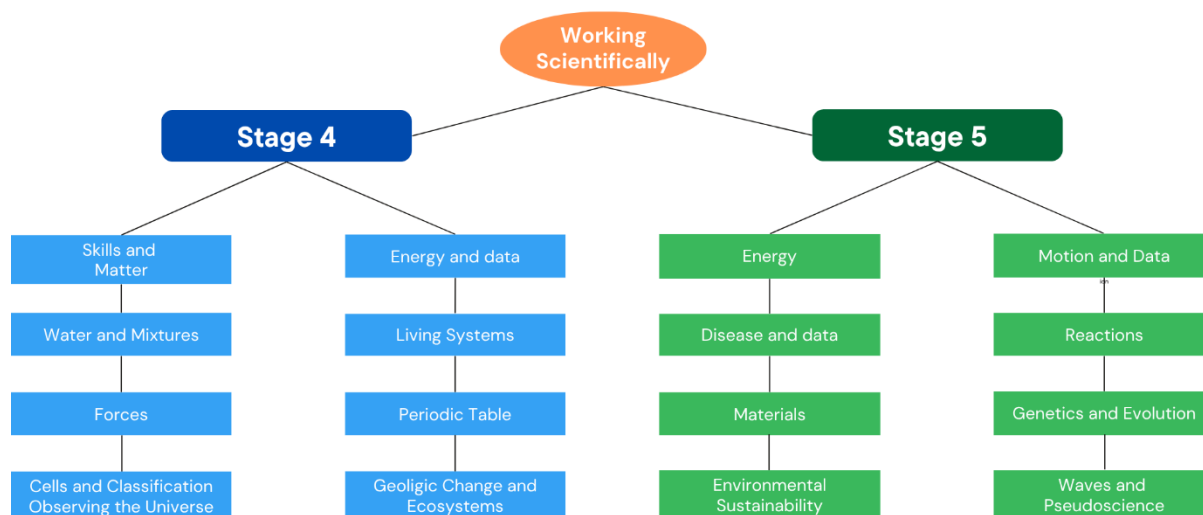 Working
Scientifically
Stage 4
Stage 5
Skills and
Matter
Energy and data
Energy
Motion and Data
Water and Mixtures
Living Systems
Disease and data
Reactions
Forces
Periodic Table
Materials
Genetics and Evolution
Cells and Classification
Observing the Universe
Geoligic Change and
Ecosystems
Environmental
Sustainability
Waves and
Pseudoscience